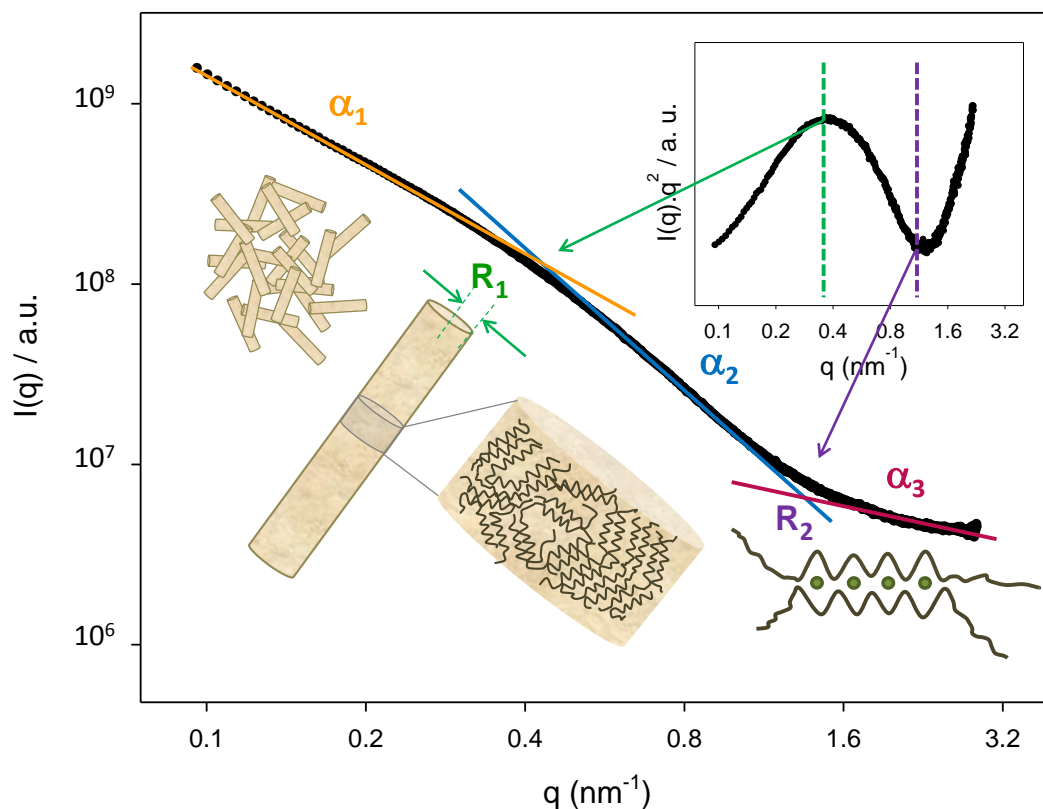 I(q) / a.u.
10⁹
10⁸
10⁷
10⁶
0.1 0.2 0.4 0.8 1.6 3.2
q (nm⁻¹)
α₁
R₁
α₂
R₂
α₃
I(q).q² / a. u.
0.1 0.2 0.4 0.8 1.6 3.2
q (nm⁻¹)